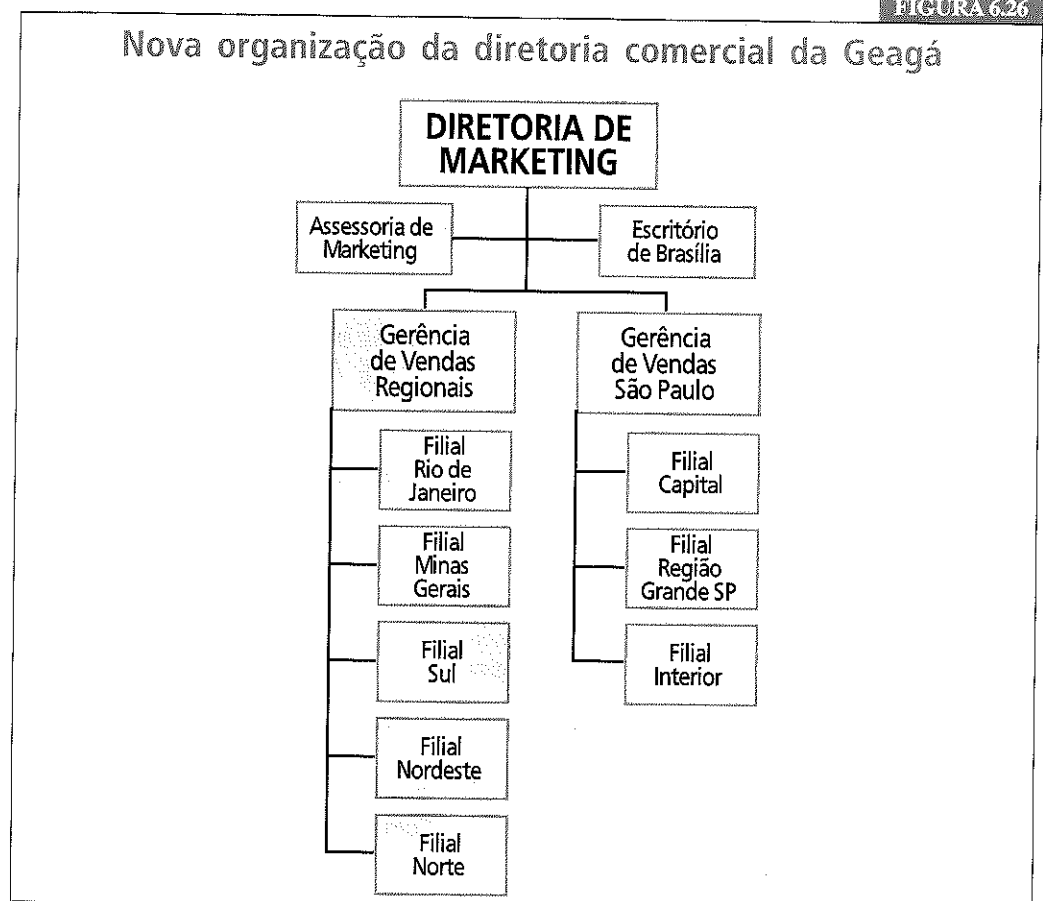 FIGURA 6.26
Nova organização da diretoria comercial da Geagá
DIRETORIA DE
MARKETING
Assessoria de
Marketing
Escritório
de Brasília
Gerência
de Vendas
Regionais
Gerência
de Vendas
São Paulo
Filial
Rio de
Janeiro
Filial
Minas
Gerais
Filial
Sul
Filial
Nordeste
Filial
Norte
Filial
Capital
Filial
Região
Grande SP
Filial
Interior